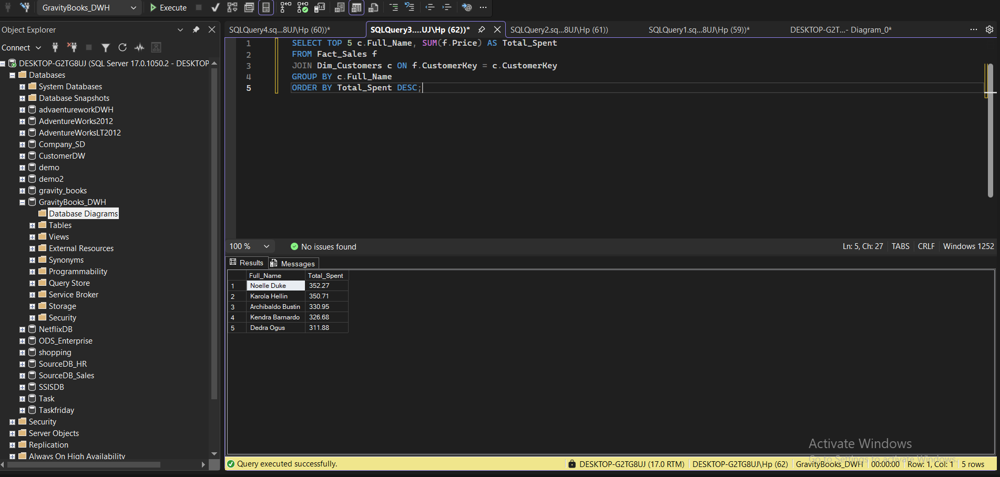 GravityBooks_DWH
Execute
Object Explorer
Connect
DESKTOP-G2TG8UJ (SQL Server 17.0.1050.2 - DESKTOP
Databases
System Databases
Database Snapshots
advaentureworkDWH
AdventureWorks2012
AdventureWorksLT2012
Company_SD
CustomerDW
demo
demo2
gravity_books
GravityBooks_DWH
Database Diagrams
Tables
Views
External Resources
Synonyms
Programmability
Query Store
Service Broker
Storage
Security
NetflixDB
ODS_Enterprise
shopping
SourceDB_HR
SourceDB_Sales
SSISDB
Task
Taskfriday
Security
Server Objects
Replication
Always On High Availability
SQLQuery4.sq...8UJ\Hp (60))*
SQLQuery3....UJ\Hp (62))*
SQLQuery2.sq...8UJ\Hp (61))
SQLQuery1.sq...8UJ\Hp (59))*
DESKTOP-G2T...- Diagram_0*
1 SELECT TOP 5 c.Full_Name, SUM(f.Price) AS Total_Spent
2 FROM Fact_Sales f
3 JOIN Dim_Customers c ON f.CustomerKey = c.CustomerKey
4 GROUP BY c.Full_Name
5 ORDER BY Total_Spent DESC;
100 %
No issues found
Ln: 5, Ch: 27 TABS CRLF Windows 1252
Results Messages
Full_Name Total_Spent
1 Noelle Duke 352.27
2 Karola Hellin 350.71
3 Archibaldo Bustin 330.95
4 Kendra Barnardo 326.68
5 Dedra Ogus 311.88
Activate Windows
Go to Settings to activate Windows.
Query executed successfully.
DESKTOP-G2TG8UJ (17.0 RTM) DESKTOP-G2TG8UJ\Hp (62) GravityBooks_DWH 00:00:00 Row: 1, Col: 1 5 rows